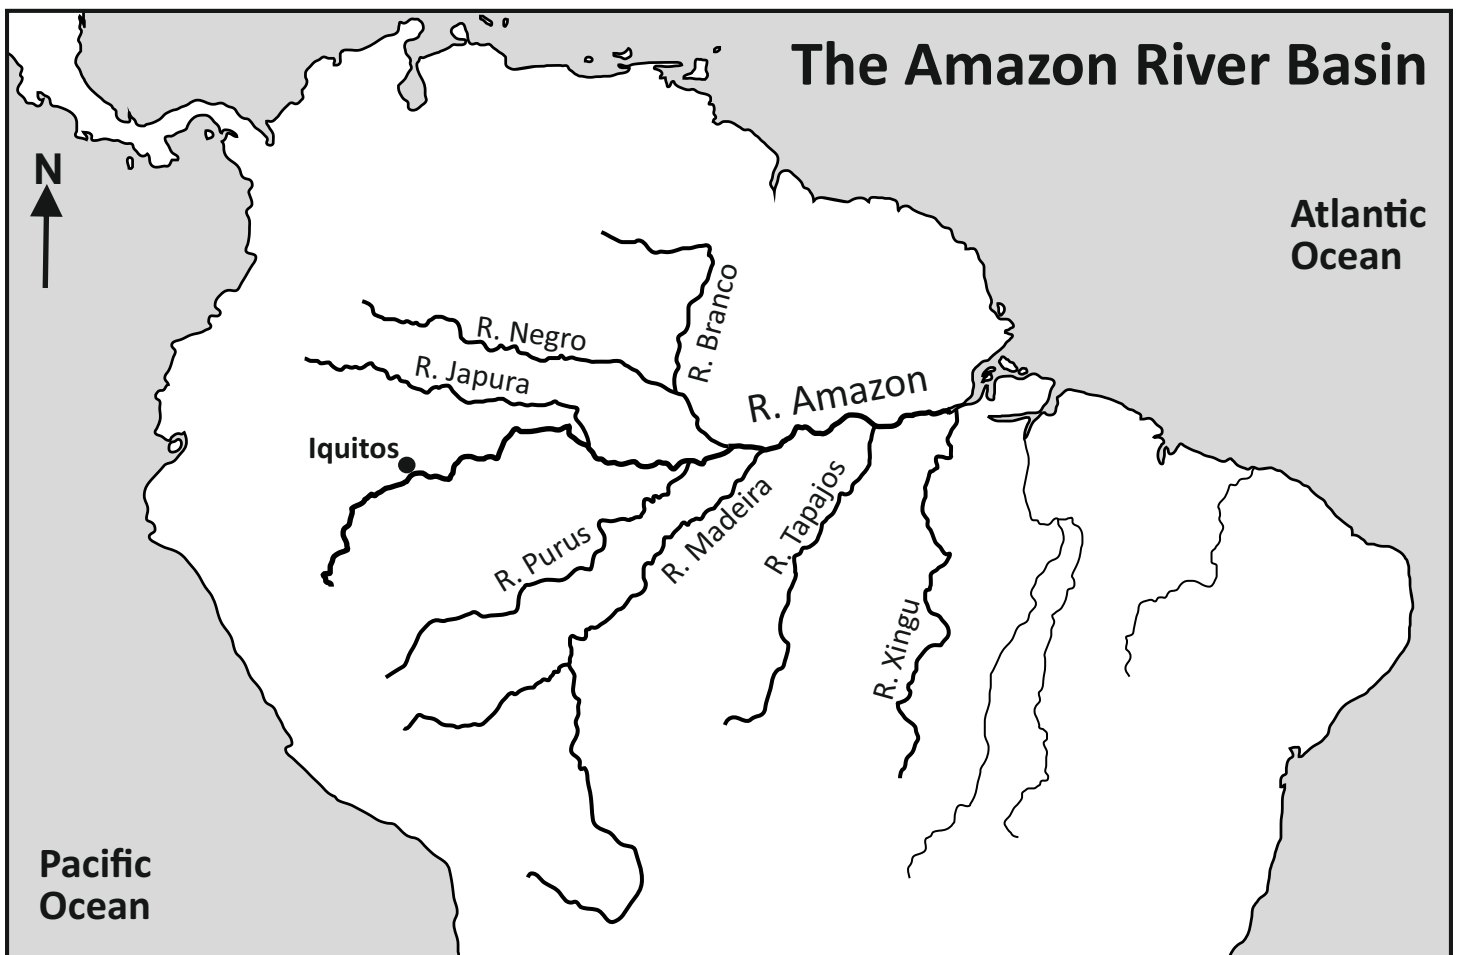 The Amazon River Basin
N
Atlantic
Ocean
R. Branco
R. Negro
R. Japura
R. Amazon
Iquitos
R. Purus
R. Madeira
R. Tapajos
R. Xingu
Pacific
Ocean